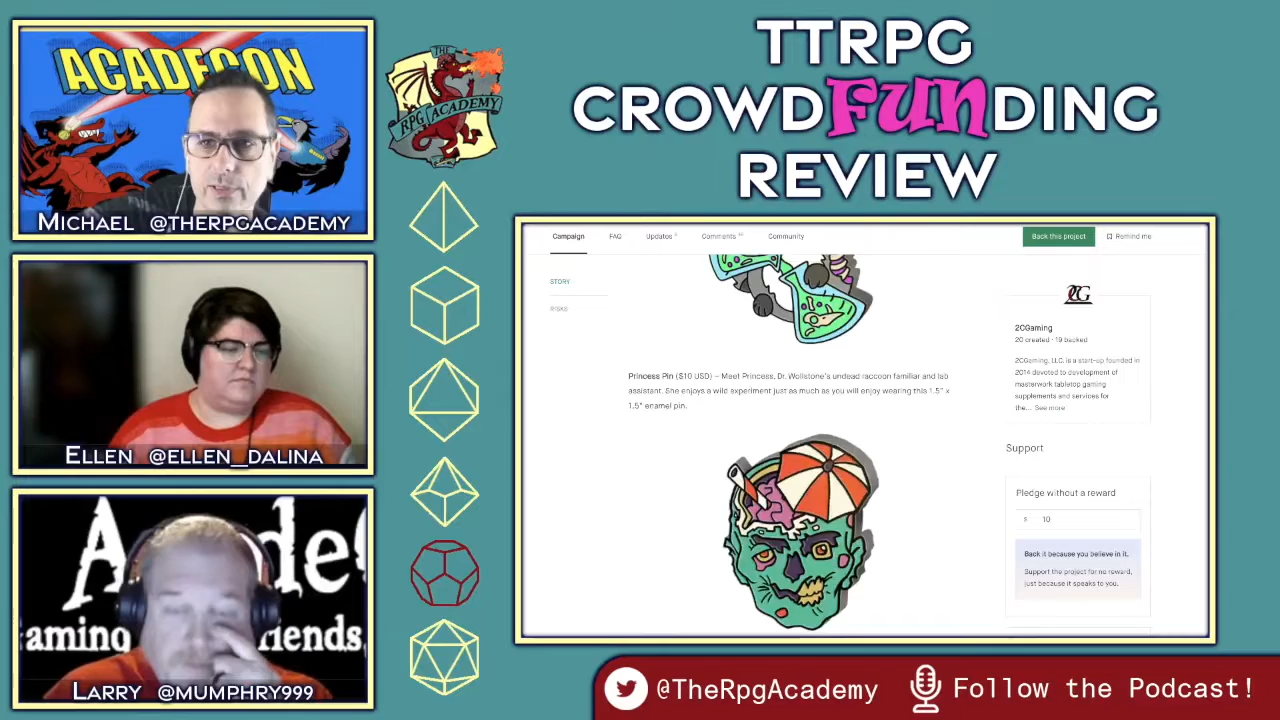 ACADECON
MICHAEL @THERPGACADEMY
ELLEN @ELLEN_DALINA
LARRY @MUMPHRY999
THE
RPG ACADEMY
TTRPG
CROWDFUNDING
REVIEW
Campaign FAQ Updates Comments Community
Back this project Remind me
STORY
RISKS
Princess Pin ($10 USD) – Meet Princess, Dr. Wollstone's undead raccoon familiar and lab
assistant. She enjoys a wild experiment just as much as you will enjoy wearing this 1.5" x
1.5" enamel pin.
2CG
2CGaming
20 created · 19 backed
2CGaming, LLC. is a start-up founded in
2014 devoted to development of
masterwork tabletop gaming
supplements and services for
the... See more
Support
Pledge without a reward
$ 10
Back it because you believe in it.
Support the project for no reward,
just because it speaks to you.
@TheRpgAcademy
Follow the Podcast!